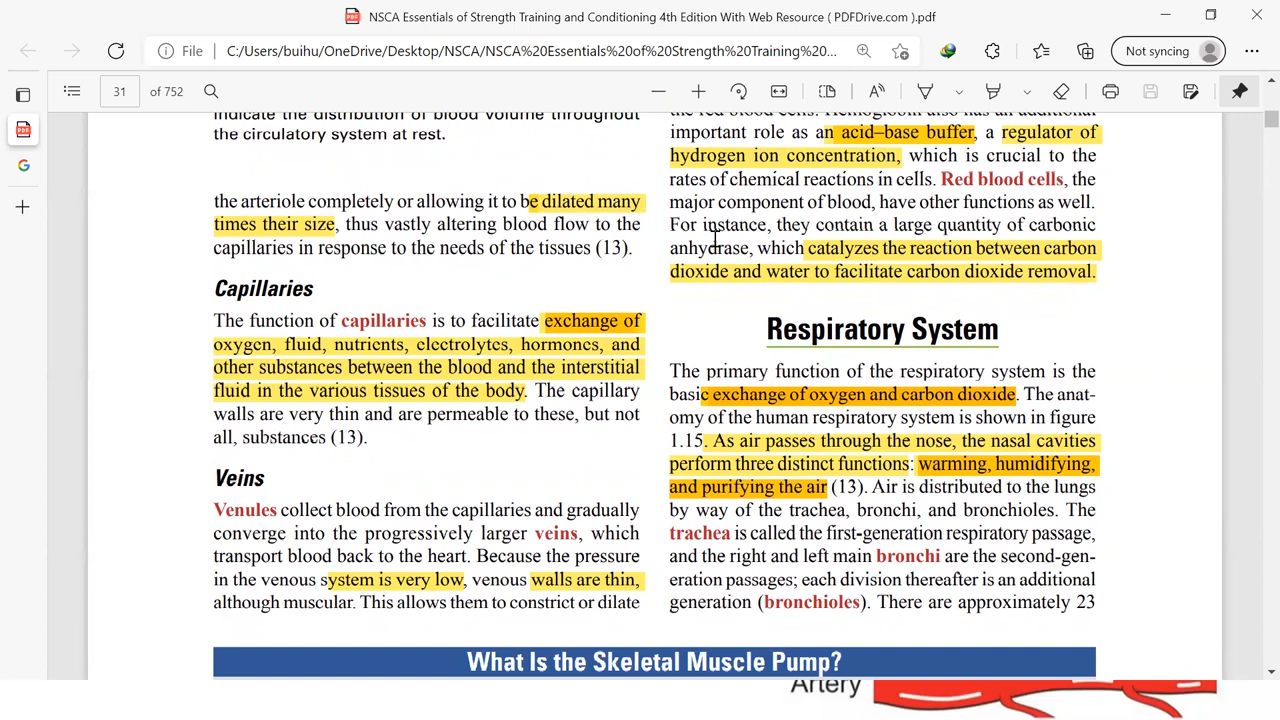 NSCA Essentials of Strength Training and Conditioning 4th Edition With Web Resource ( PDFDrive.com ).pdf
File
C:/Users/buihu/OneDrive/Desktop/NSCA/NSCA%20Essentials%20of%20Strength%20Training%20...
Not syncing
31 of 752
indicate the distribution of blood volume throughout
the circulatory system at rest.
the arteriole completely or allowing it to be dilated many
times their size, thus vastly altering blood flow to the
capillaries in response to the needs of the tissues (13).
Capillaries
The function of capillaries is to facilitate exchange of
oxygen, fluid, nutrients, electrolytes, hormones, and
other substances between the blood and the interstitial
fluid in the various tissues of the body. The capillary
walls are very thin and are permeable to these, but not
all, substances (13).
Veins
Venules collect blood from the capillaries and gradually
converge into the progressively larger veins, which
transport blood back to the heart. Because the pressure
in the venous system is very low, venous walls are thin,
although muscular. This allows them to constrict or dilate
the red blood cells. Hemoglobin also has an additional
important role as an acid–base buffer, a regulator of
hydrogen ion concentration, which is crucial to the
rates of chemical reactions in cells. Red blood cells, the
major component of blood, have other functions as well.
For instance, they contain a large quantity of carbonic
anhydrase, which catalyzes the reaction between carbon
dioxide and water to facilitate carbon dioxide removal.
Respiratory System
The primary function of the respiratory system is the
basic exchange of oxygen and carbon dioxide. The anat-
omy of the human respiratory system is shown in figure
1.15. As air passes through the nose, the nasal cavities
perform three distinct functions: warming, humidifying,
and purifying the air (13). Air is distributed to the lungs
by way of the trachea, bronchi, and bronchioles. The
trachea is called the first-generation respiratory passage,
and the right and left main bronchi are the second-gen-
eration passages; each division thereafter is an additional
generation (bronchioles). There are approximately 23
What Is the Skeletal Muscle Pump?
Artery